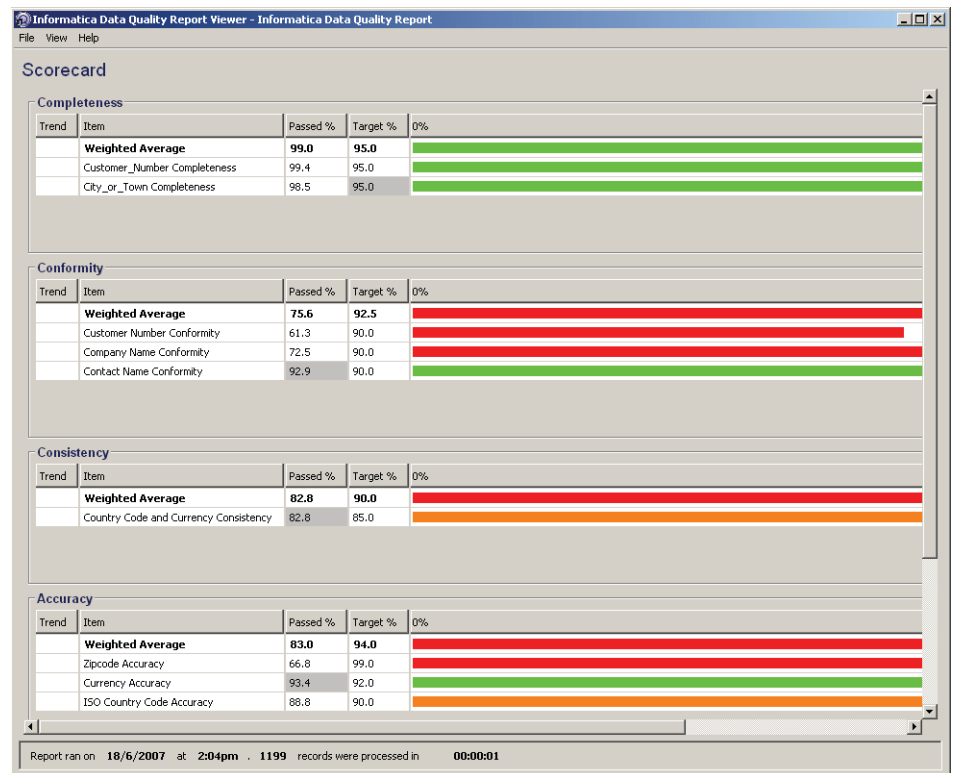 Informatica Data Quality Report Viewer - Informatica Data Quality Report
File View Help
Scorecard
Completeness
Trend Item Passed % Target % 0%
Weighted Average 99.0 95.0
Customer_Number Completeness 99.4 95.0
City_or_Town Completeness 98.5 95.0
Conformity
Trend Item Passed % Target % 0%
Weighted Average 75.6 92.5
Customer Number Conformity 61.3 90.0
Company Name Conformity 72.5 90.0
Contact Name Conformity 92.9 90.0
Consistency
Trend Item Passed % Target % 0%
Weighted Average 82.8 90.0
Country Code and Currency Consistency 82.8 85.0
Accuracy
Trend Item Passed % Target % 0%
Weighted Average 83.0 94.0
Zipcode Accuracy 66.8 99.0
Currency Accuracy 93.4 92.0
ISO Country Code Accuracy 88.8 90.0
Report ran on 18/6/2007 at 2:04pm . 1199 records were processed in 00:00:01